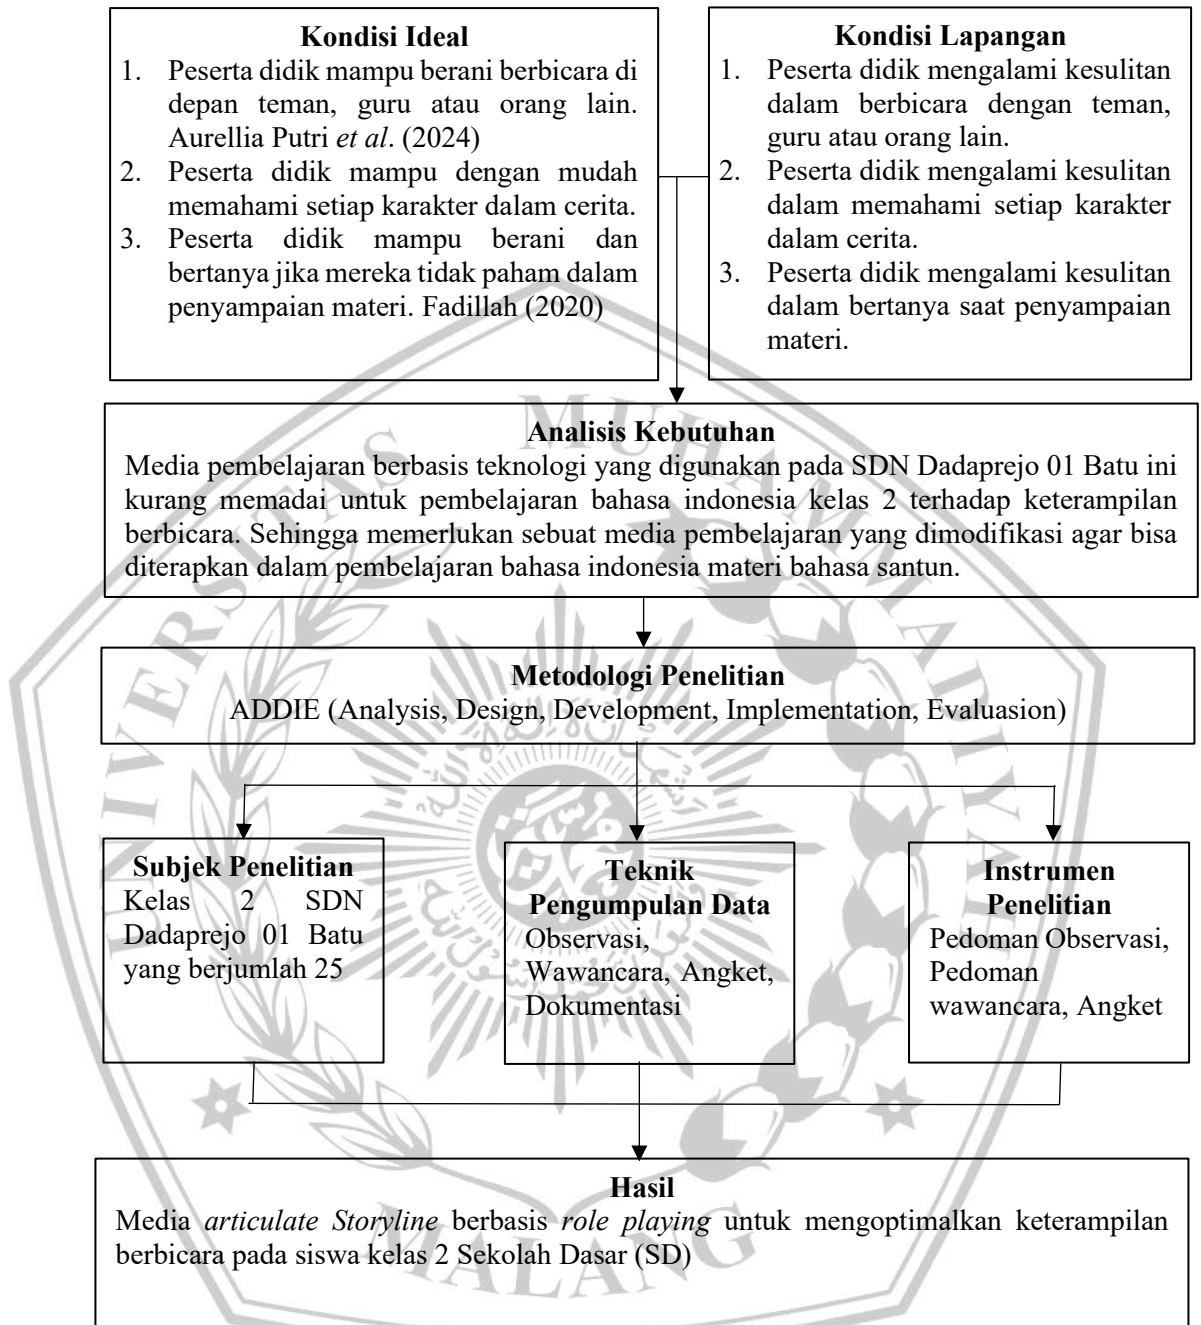 Kondisi Ideal
1. Peserta didik mampu berani berbicara di
depan teman, guru atau orang lain.
Aurellia Putri et al. (2024)
2. Peserta didik mampu dengan mudah
memahami setiap karakter dalam cerita.
3. Peserta didik mampu berani dan
bertanya jika mereka tidak paham dalam
penyampaian materi. Fadillah (2020)
Kondisi Lapangan
1. Peserta didik mengalami kesulitan
dalam berbicara dengan teman,
guru atau orang lain.
2. Peserta didik mengalami kesulitan
dalam memahami setiap karakter
dalam cerita.
3. Peserta didik mengalami kesulitan
dalam bertanya saat penyampaian
materi.
Analisis Kebutuhan
Media pembelajaran berbasis teknologi yang digunakan pada SDN Dadaprejo 01 Batu ini
kurang memadai untuk pembelajaran bahasa indonesia kelas 2 terhadap keterampilan
berbicara. Sehingga memerlukan sebuat media pembelajaran yang dimodifikasi agar bisa
diterapkan dalam pembelajaran bahasa indonesia materi bahasa santun.
Metodologi Penelitian
ADDIE (Analysis, Design, Development, Implementation, Evaluasion)
Subjek Penelitian
Kelas 2 SDN
Dadaprejo 01 Batu
yang berjumlah 25
Teknik
Pengumpulan Data
Observasi,
Wawancara, Angket,
Dokumentasi
Instrumen
Penelitian
Pedoman Observasi,
Pedoman
wawancara, Angket
Hasil
Media articulate Storyline berbasis role playing untuk mengoptimalkan keterampilan
berbicara pada siswa kelas 2 Sekolah Dasar (SD)
UNIVERSITAS MUHAMMADIYAH
MALANG